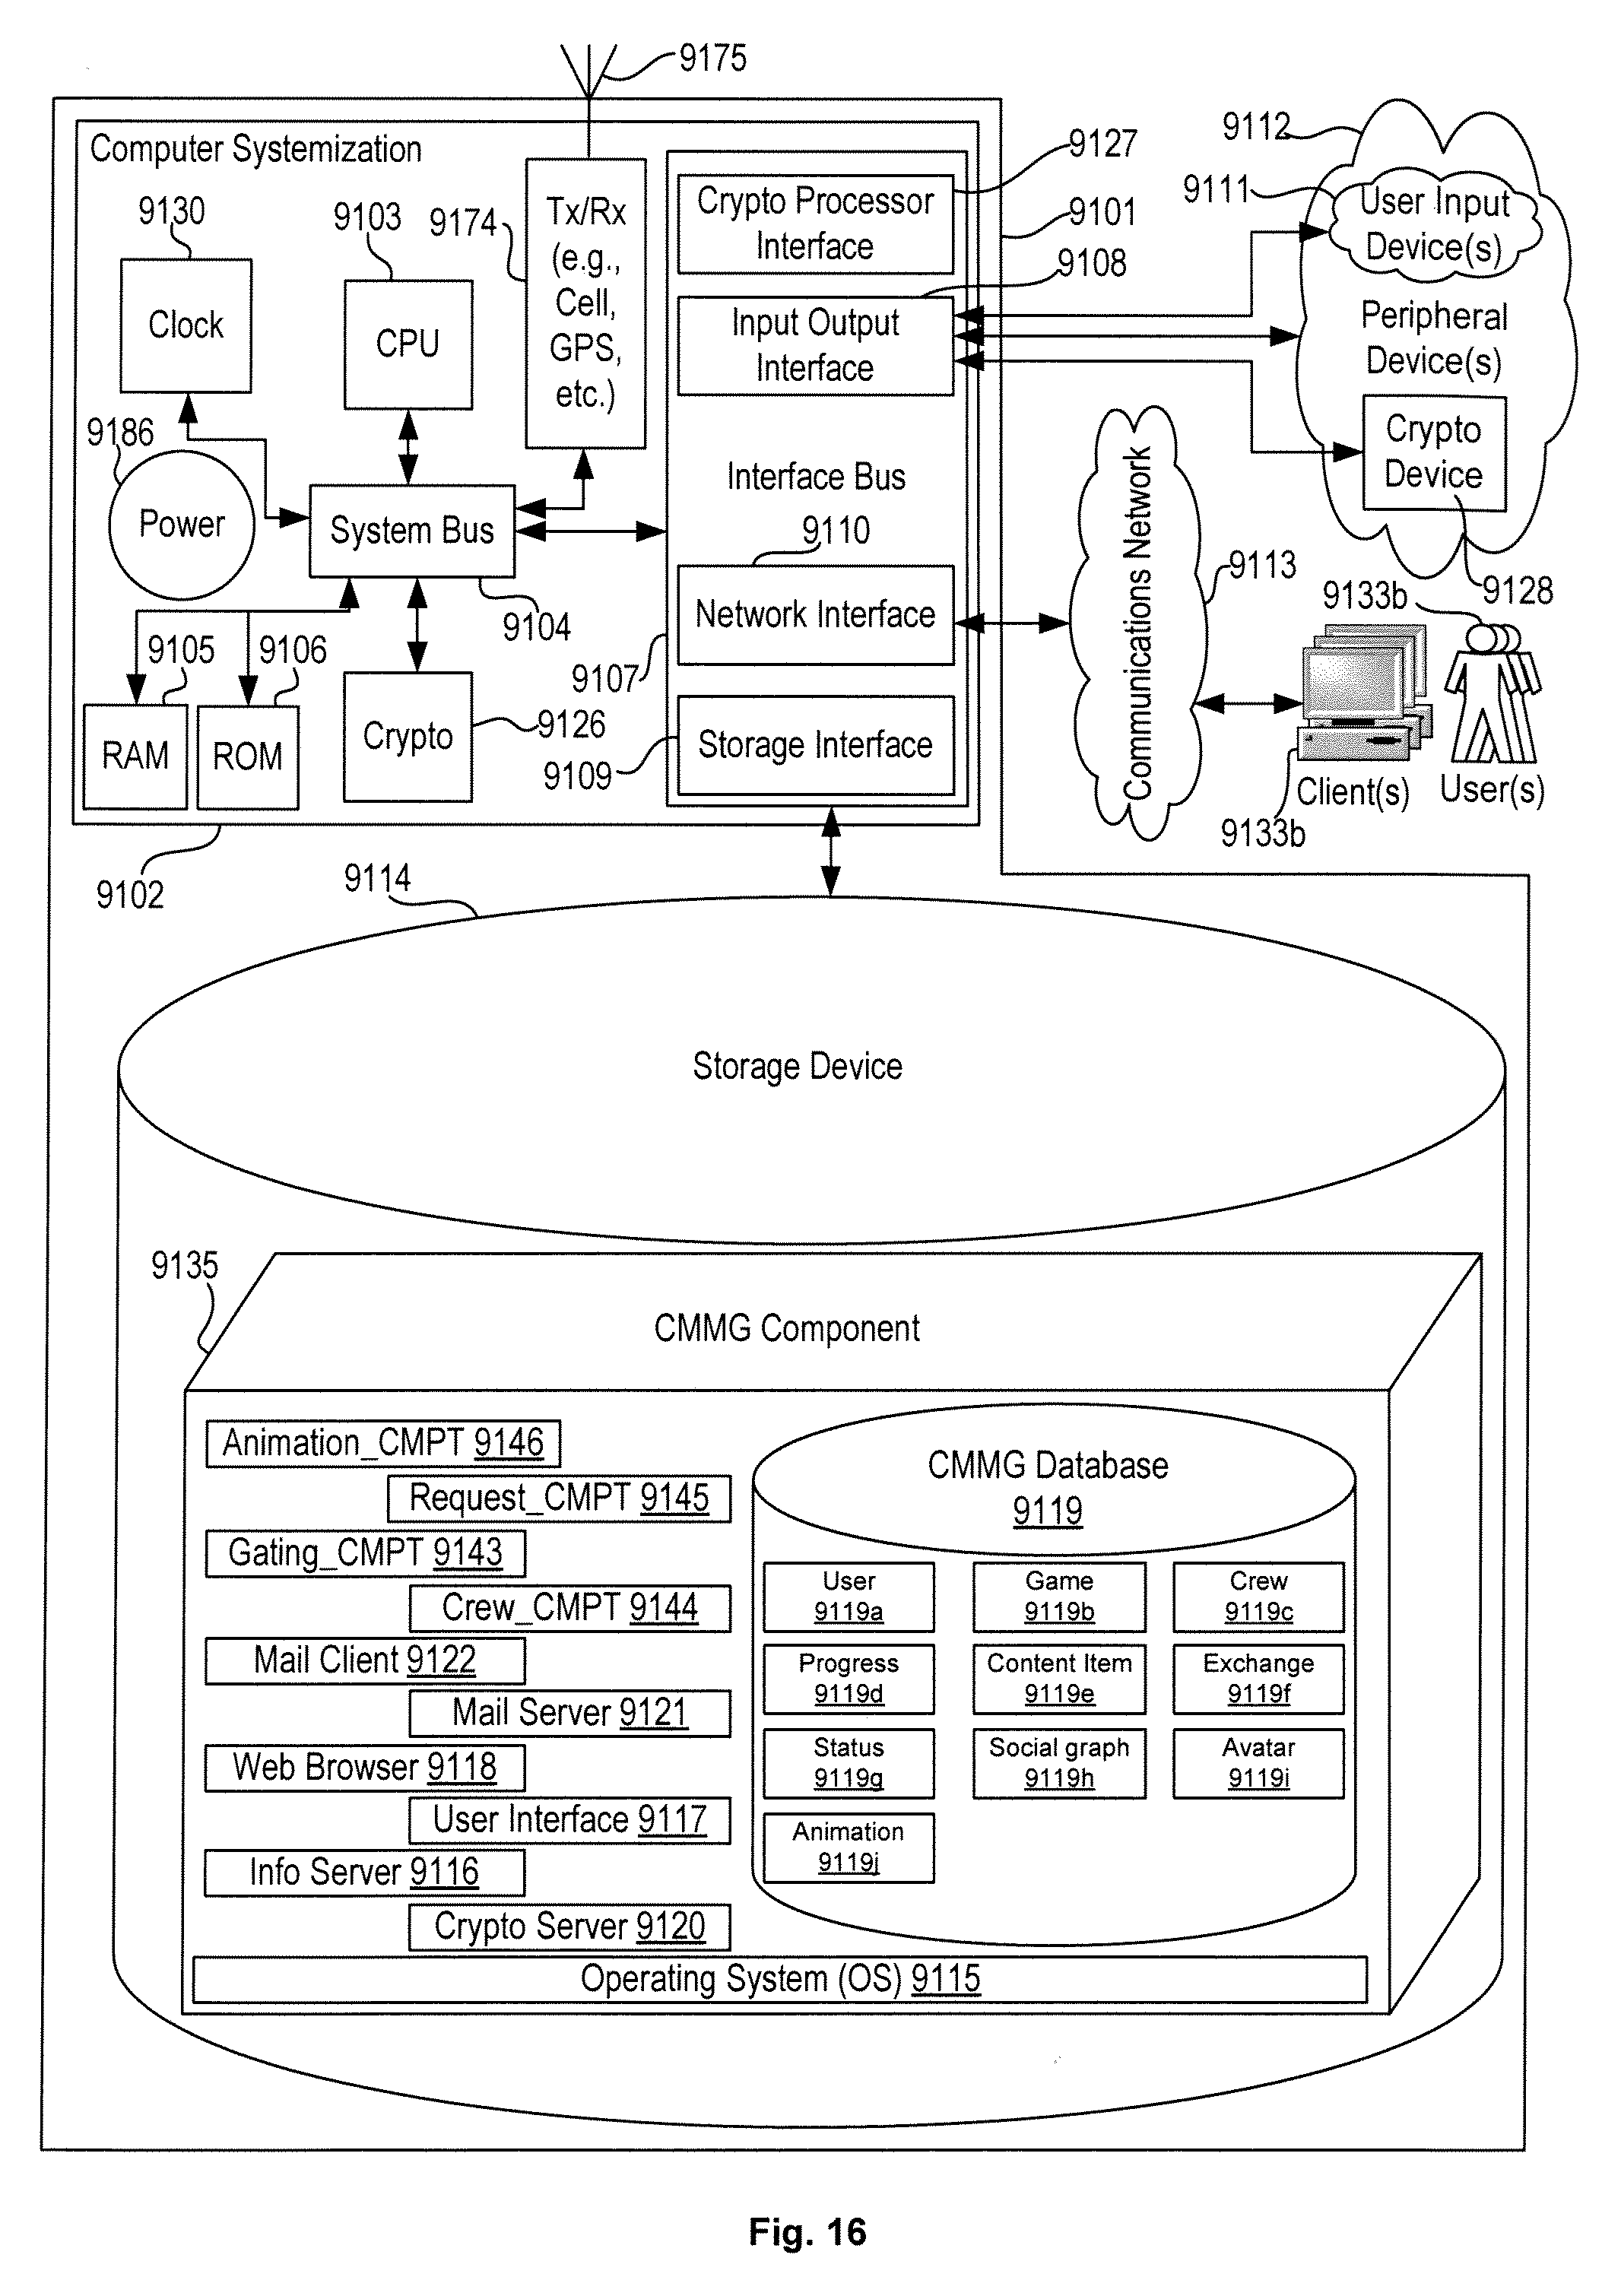 9175
Computer Systemization
9130
9103
9174
Clock
CPU
Tx/Rx
(e.g.,
Cell,
GPS,
etc.)
9127
Crypto Processor
Interface
9101
9108
Input Output
Interface
Interface Bus
9186
Power
System Bus
9104
9110
Network Interface
9107
9105
9106
RAM
ROM
Crypto
9126
Storage Interface
9109
9102
9112
9111
User Input
Device(s)
Peripheral
Device(s)
Crypto
Device
9128
Communications Network
9113
9133b
Client(s)
User(s)
9133b
9114
Storage Device
9135
CMMG Component
Animation_CMPT 9146
Request_CMPT 9145
Gating_CMPT 9143
Crew_CMPT 9144
Mail Client 9122
Mail Server 9121
Web Browser 9118
User Interface 9117
Info Server 9116
Crypto Server 9120
CMMG Database
9119
User
9119a
Game
9119b
Crew
9119c
Progress
9119d
Content Item
9119e
Exchange
9119f
Status
9119g
Social graph
9119h
Avatar
9119i
Animation
9119j
Operating System (OS) 9115
Fig. 16